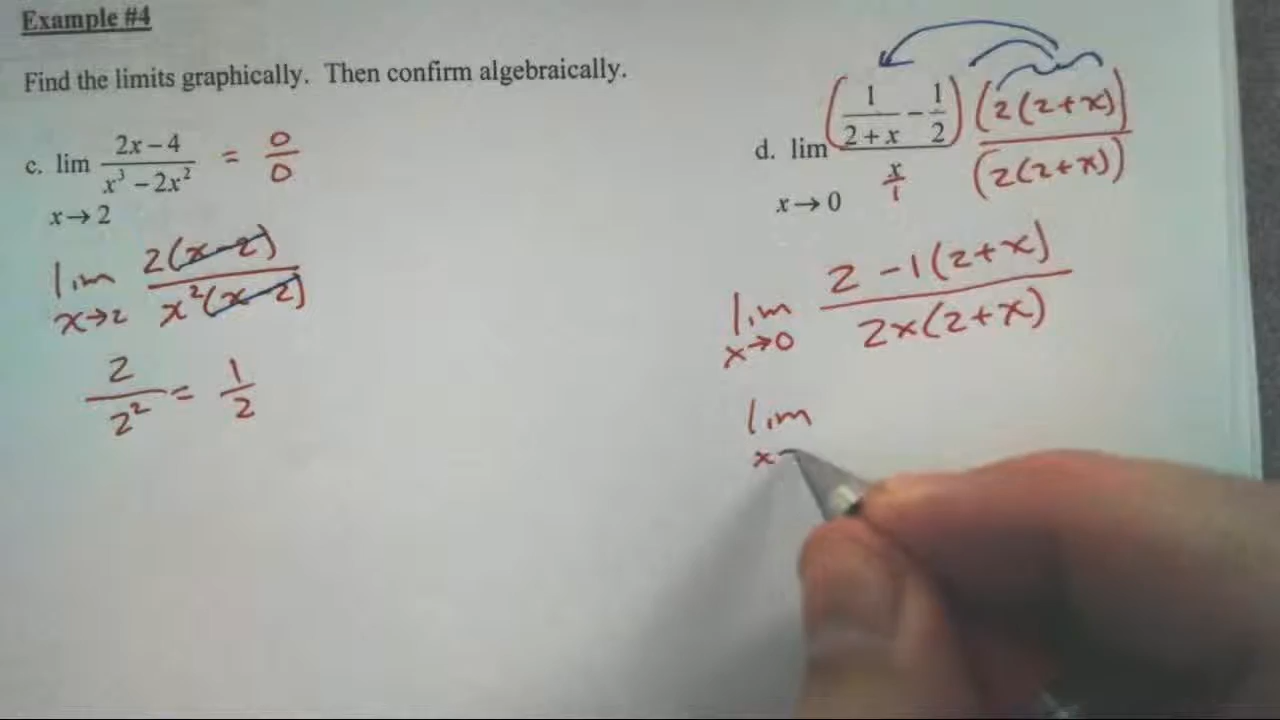 Example #4
Find the limits graphically. Then confirm algebraically.
c. lim (2x − 4)/(x³ − 2x²) = 0/0
x → 2
lim x→2 2(x−2)/x²(x−2)
2/2² = 1/2
d. lim (1/(2+x) − 1/2)/(x/1) (2(2+x))/(2(2+x))
x → 0
lim x→0 (2 − 1(2+x))/(2x(2+x))
lim
x